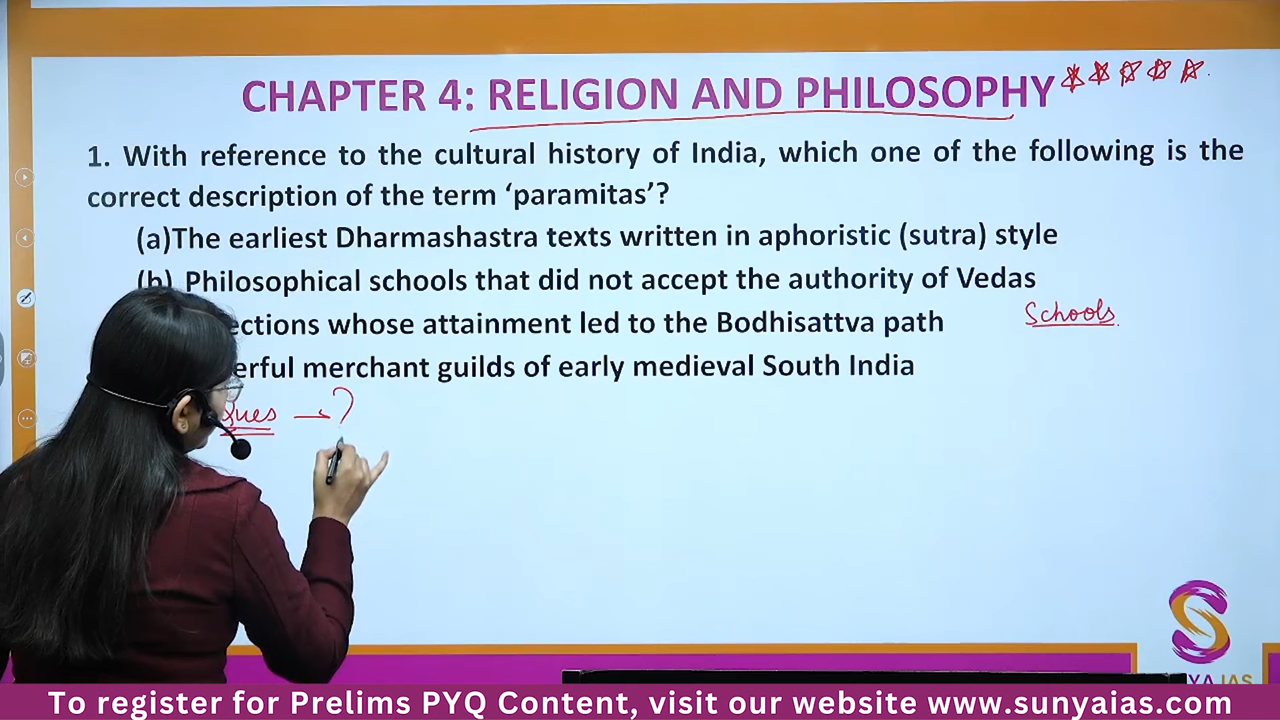 CHAPTER 4: RELIGION AND PHILOSOPHY
1. With reference to the cultural history of India, which one of the following is the
correct description of the term ‘paramitas’?
(a)The earliest Dharmashastra texts written in aphoristic (sutra) style
(b) Philosophical schools that did not accept the authority of Vedas
ections whose attainment led to the Bodhisattva path
Schools
erful merchant guilds of early medieval South India
Ques → ?
YA IAS
To register for Prelims PYQ Content, visit our website www.sunyaias.com